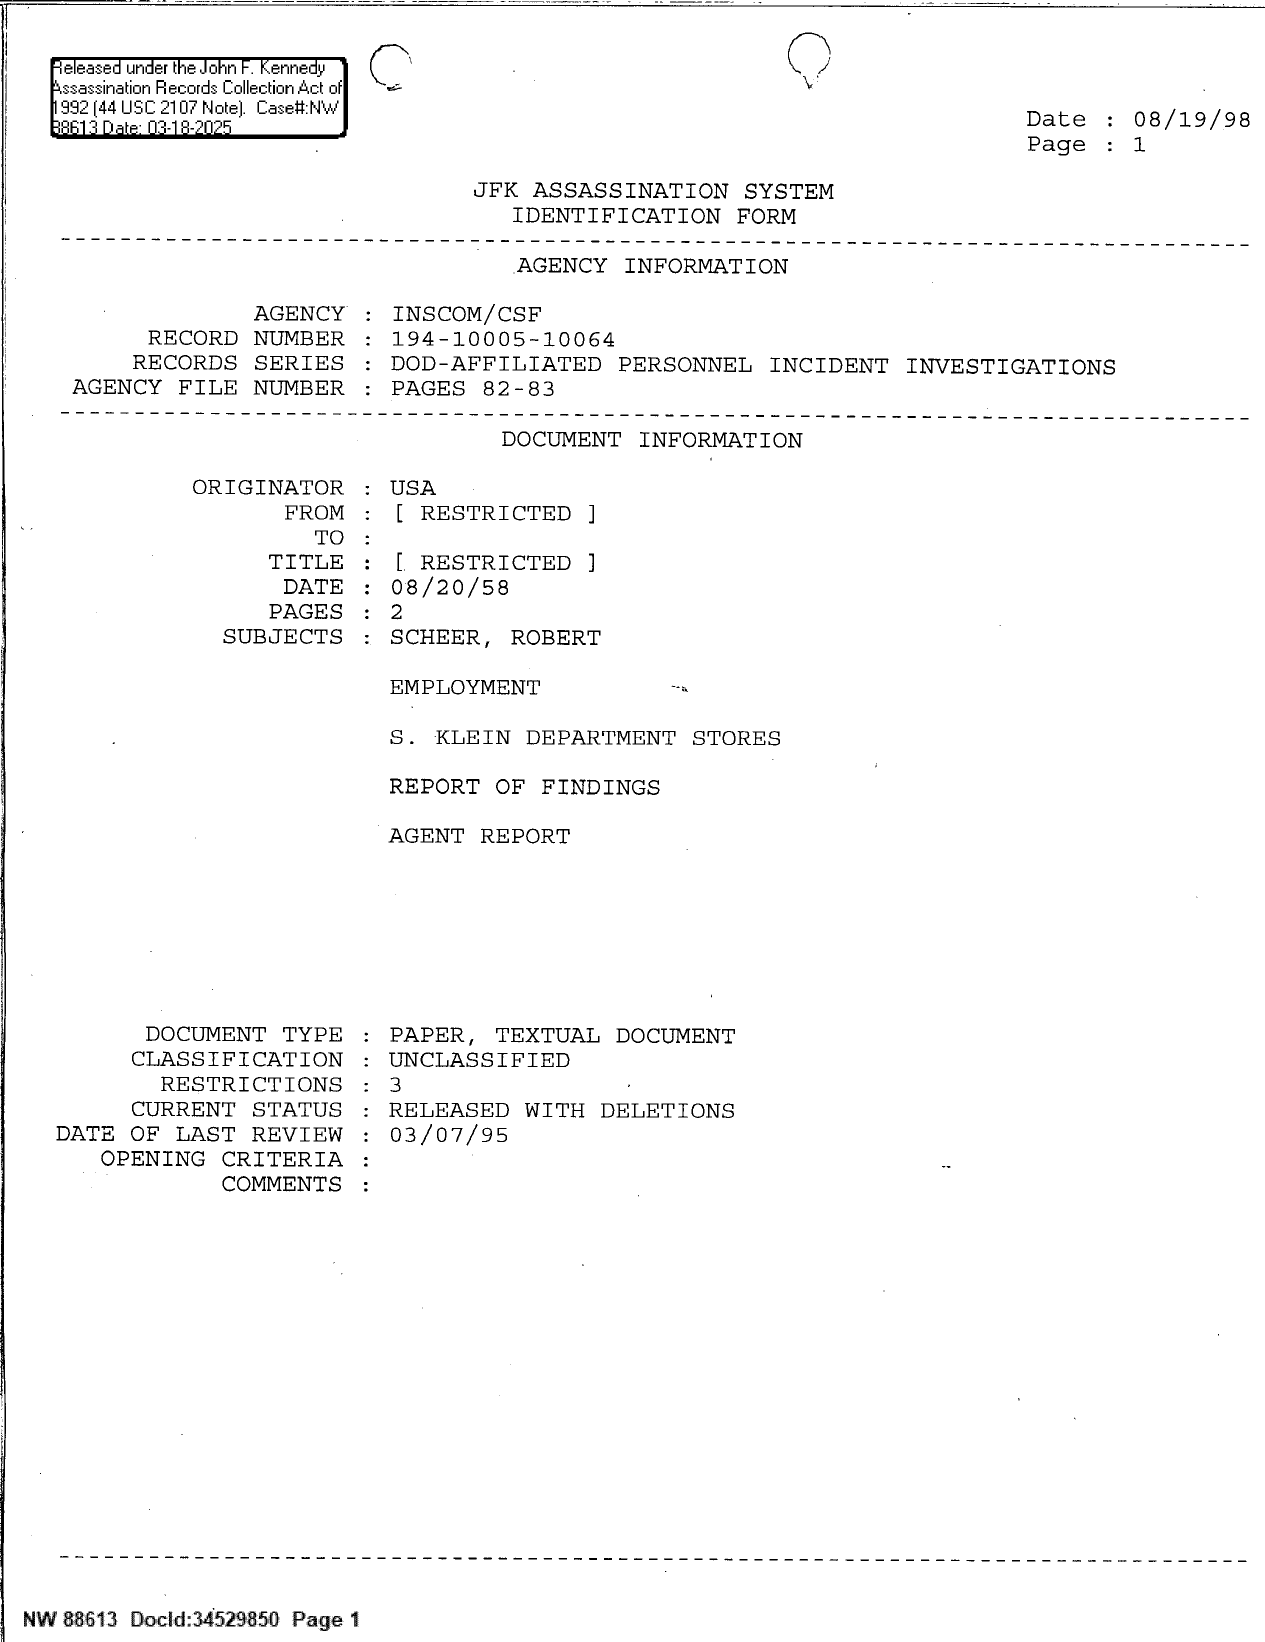 Released under the John F. Kennedy
Assassination Records Collection Act of
1992 (44 USC 2107 Note). Case#:NW
88613 Date: 03-18-2025
Date : 08/19/98
Page : 1
JFK ASSASSINATION SYSTEM
IDENTIFICATION FORM
AGENCY INFORMATION
AGENCY : INSCOM/CSF
RECORD NUMBER : 194-10005-10064
RECORDS SERIES : DOD-AFFILIATED PERSONNEL INCIDENT INVESTIGATIONS
AGENCY FILE NUMBER : PAGES 82-83
DOCUMENT INFORMATION
ORIGINATOR : USA
FROM : [ RESTRICTED ]
TO :
TITLE : [ RESTRICTED ]
DATE : 08/20/58
PAGES : 2
SUBJECTS : SCHEER, ROBERT
EMPLOYMENT
S. KLEIN DEPARTMENT STORES
REPORT OF FINDINGS
AGENT REPORT
DOCUMENT TYPE : PAPER, TEXTUAL DOCUMENT
CLASSIFICATION : UNCLASSIFIED
RESTRICTIONS : 3
CURRENT STATUS : RELEASED WITH DELETIONS
DATE OF LAST REVIEW : 03/07/95
OPENING CRITERIA :
COMMENTS :
NW 88613 DocId:34529850 Page 1